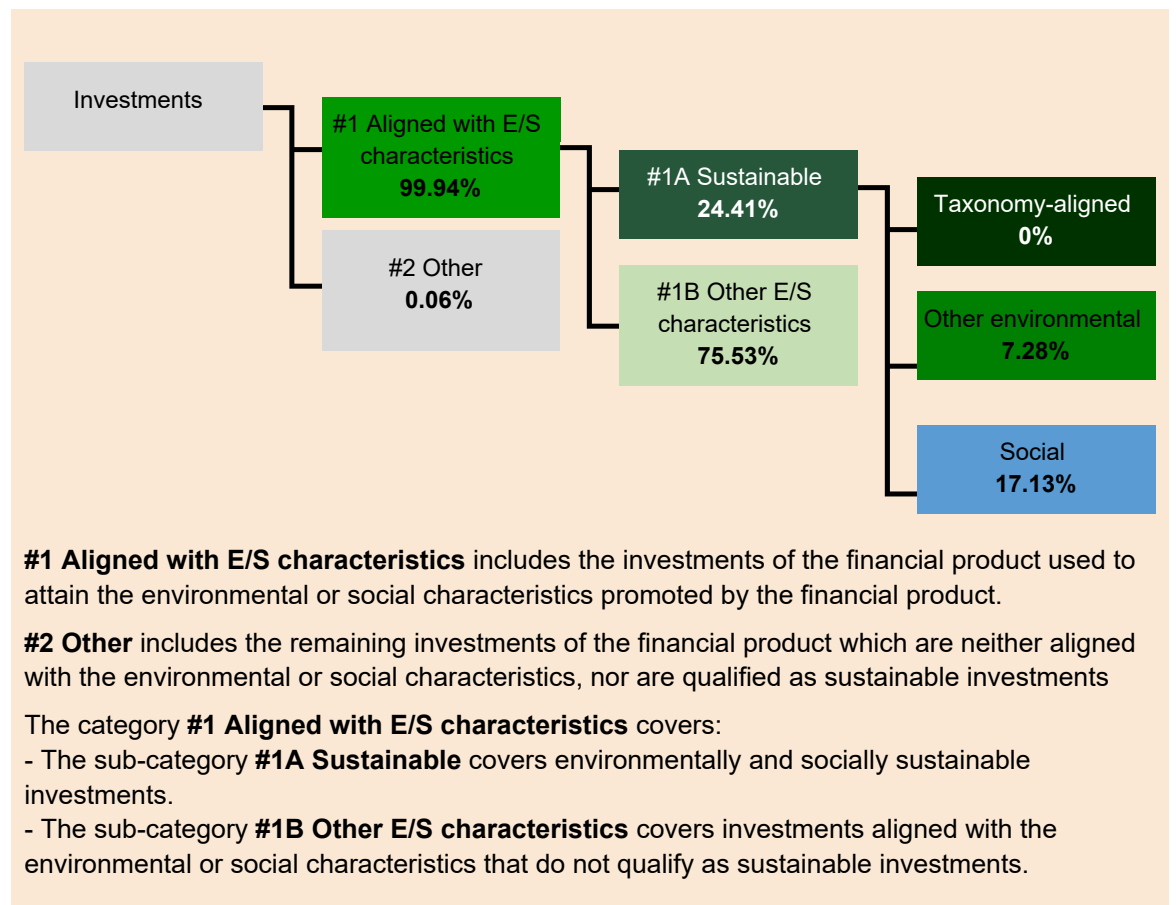 Investments
#1 Aligned with E/S
characteristics
99.94%
#2 Other
0.06%
#1A Sustainable
24.41%
#1B Other E/S
characteristics
75.53%
Taxonomy-aligned
0%
Other environmental
7.28%
Social
17.13%
#1 Aligned with E/S characteristics includes the investments of the financial product used to
attain the environmental or social characteristics promoted by the financial product.
#2 Other includes the remaining investments of the financial product which are neither aligned
with the environmental or social characteristics, nor are qualified as sustainable investments
The category #1 Aligned with E/S characteristics covers:
- The sub-category #1A Sustainable covers environmentally and socially sustainable
investments.
- The sub-category #1B Other E/S characteristics covers investments aligned with the
environmental or social characteristics that do not qualify as sustainable investments.